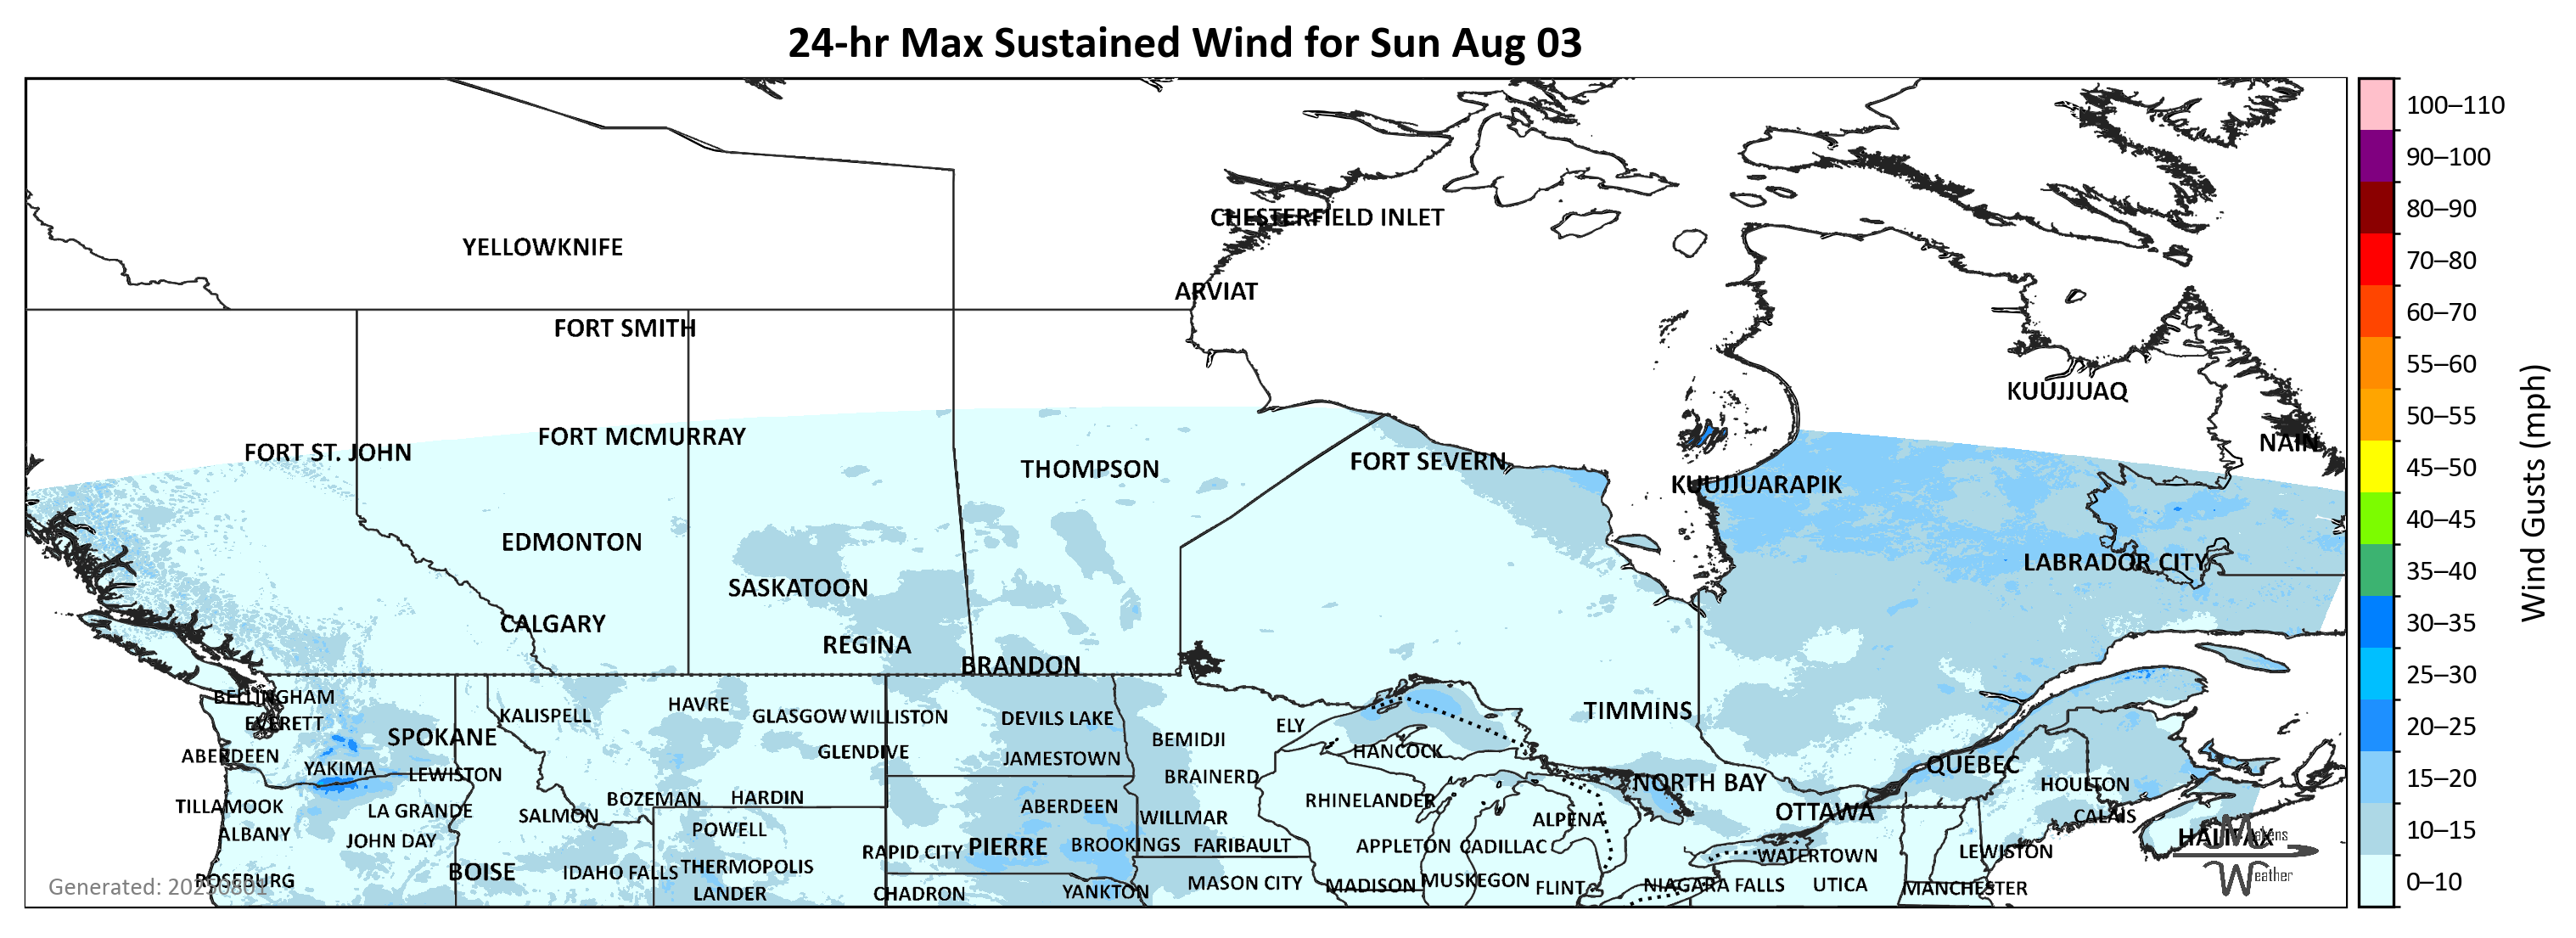 24-hr Max Sustained Wind for Sun Aug 03
100–110
90–100
80–90
70–80
60–70
55–60
50–55
45–50
40–45
35–40
30–35
25–30
20–25
15–20
10–15
0–10
Wind Gusts (mph)
CHESTERFIELD INLET
YELLOWKNIFE
ARVIAT
FORT SMITH
KUUJJUAQ
FORT MCMURRAY
NAIN
FORT ST. JOHN
FORT SEVERN
THOMPSON
KUUJJUARAPIK
EDMONTON
LABRADOR CITY
SASKATOON
CALGARY
REGINA
BRANDON
BELLINGHAM
HAVRE
TIMMINS
KALISPELL
GLASGOW
WILLISTON
DEVILS LAKE
EVERETT
ELY
SPOKANE
BEMIDJI
HANCOCK
GLENDIVE
ABERDEEN
JAMESTOWN
QUÉBEC
YAKIMA
LEWISTON
BRAINERD
NORTH BAY
HOULTON
BOZEMAN
HARDIN
RHINELANDER
TILLAMOOK
ABERDEEN
LA GRANDE
OTTAWA
SALMON
WILLMAR
CALAIS
ALPENA
POWELL
ALBANY
HALIFAX
Makens
JOHN DAY
PIERRE
BROOKINGS
FARIBAULT
APPLETON
CADILLAC
RAPID CITY
LEWISTON
WATERTOWN
THERMOPOLIS
BOISE
IDAHO FALLS
Weather
ROSEBURG
MUSKEGON
MASON CITY
MADISON
NIAGARA FALLS
UTICA
Generated: 20250801
FLINT
MANCHESTER
YANKTON
LANDER
CHADRON